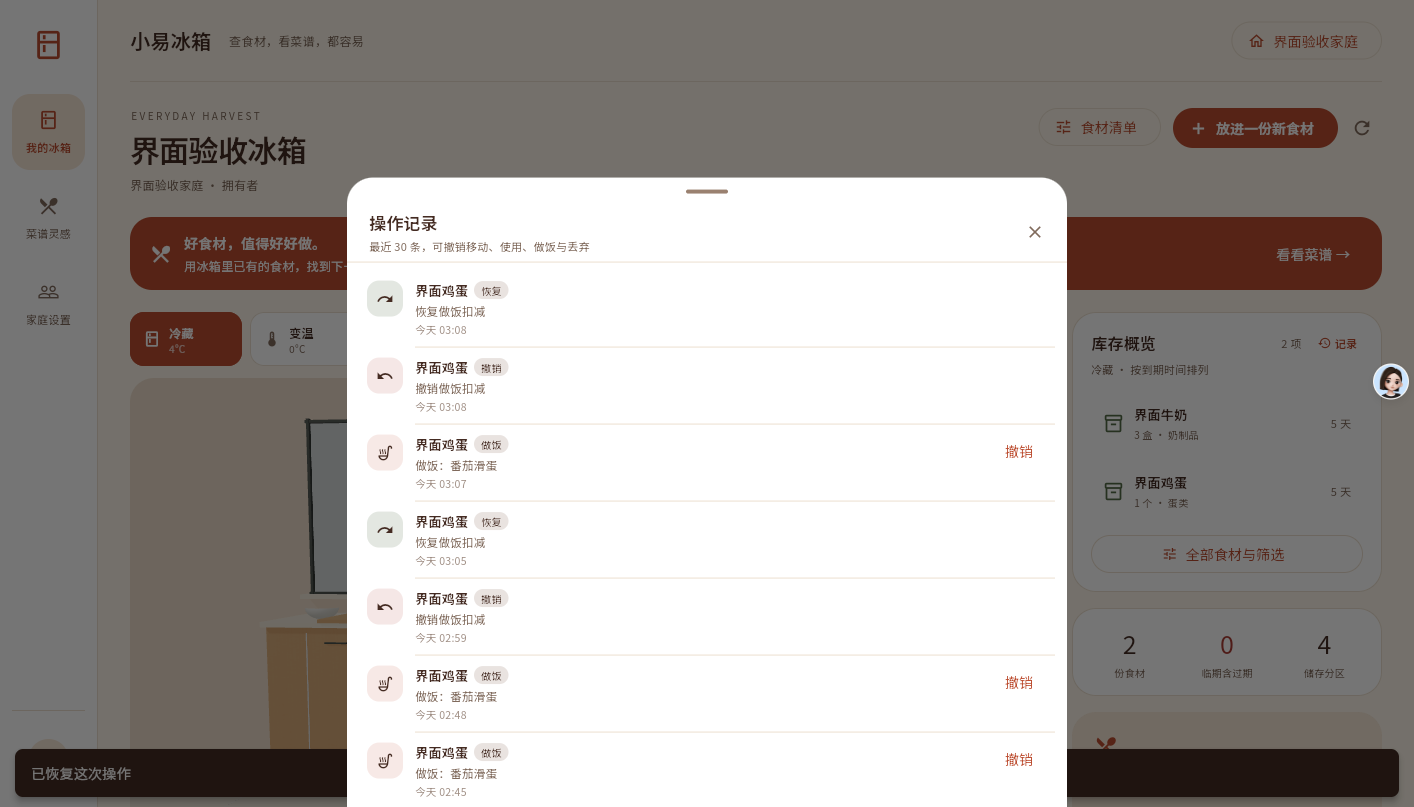 小易冰箱
查食材，看菜谱，都容易
界面验收家庭
我的冰箱
菜谱灵感
家庭设置
EVERYDAY HARVEST
界面验收冰箱
界面验收家庭 · 拥有者
食材清单
放进一份新食材
好食材，值得好好做。
用冰箱里已有的食材，找到下一
看看菜谱 →
冷藏
4°C
变温
0°C
操作记录
最近 30 条，可撤销移动、使用、做饭与丢弃
界面鸡蛋 恢复
恢复做饭扣减
今天 03:08
界面鸡蛋 撤销
撤销做饭扣减
今天 03:08
界面鸡蛋 做饭
做饭：番茄滑蛋
今天 03:07
撤销
界面鸡蛋 恢复
恢复做饭扣减
今天 03:05
界面鸡蛋 撤销
撤销做饭扣减
今天 02:59
界面鸡蛋 做饭
做饭：番茄滑蛋
今天 02:48
撤销
界面鸡蛋 做饭
做饭：番茄滑蛋
今天 02:45
撤销
库存概览
2 项
记录
冷藏 · 按到期时间排列
界面牛奶
3 盒 · 奶制品
5 天
界面鸡蛋
1 个 · 蛋类
5 天
全部食材与筛选
2
份食材
0
临期含过期
4
储存分区
已恢复这次操作